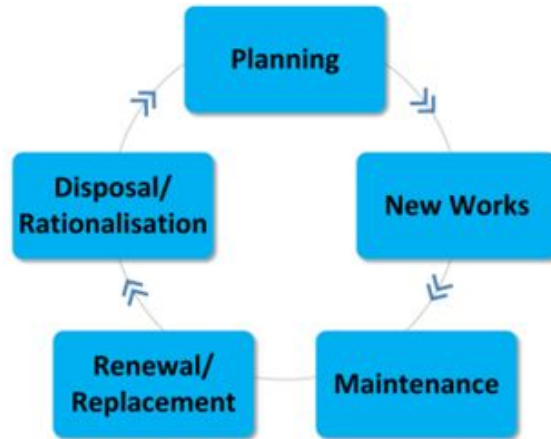 Planning
New Works
Maintenance
Renewal/
Replacement
Disposal/
Rationalisation